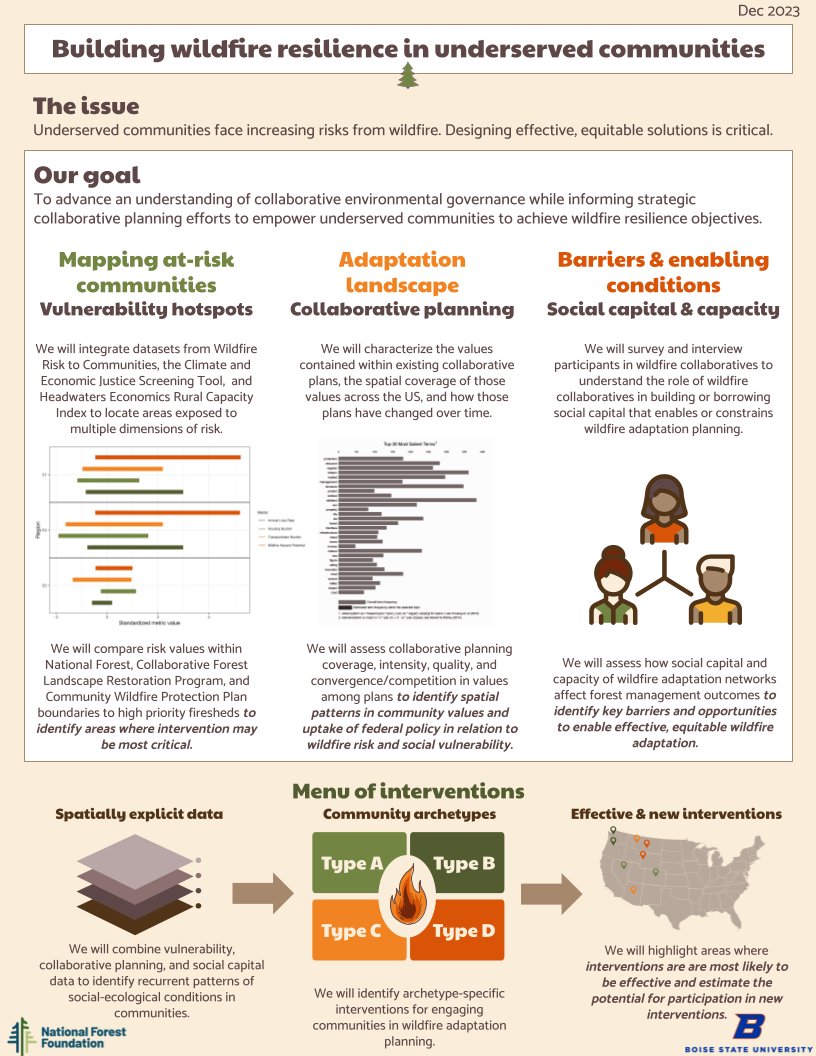 Dec 2023
Building wildfire resilience in underserved communities
The issue
Underserved communities face increasing risks from wildfire. Designing effective, equitable solutions is critical.
Our goal
To advance an understanding of collaborative environmental governance while informing strategic
collaborative planning efforts to empower underserved communities to achieve wildfire resilience objectives.
Mapping at-risk
communities
Vulnerability hotspots
We will integrate datasets from Wildfire
Risk to Communities, the Climate and
Economic Justice Screening Tool, and
Headwaters Economics Rural Capacity
Index to locate areas exposed to
multiple dimensions of risk.
Region
Standardized metric value
Metric
Annual Loss Rate
Housing Burden
Transportation Burden
Wildfire Hazard Potential
We will compare risk values within
National Forest, Collaborative Forest
Landscape Restoration Program, and
Community Wildfire Protection Plan
boundaries to high priority firesheds to
identify areas where intervention may
be most critical.
Adaptation
landscape
Collaborative planning
We will characterize the values
contained within existing collaborative
plans, the spatial coverage of those
values across the US, and how those
plans have changed over time.
Top-30 Most Salient Terms
We will assess collaborative planning
coverage, intensity, quality, and
convergence/competition in values
among plans to identify spatial
patterns in community values and
uptake of federal policy in relation to
wildfire risk and social vulnerability.
Barriers & enabling
conditions
Social capital & capacity
We will survey and interview
participants in wildfire collaboratives to
understand the role of wildfire
collaboratives in building or borrowing
social capital that enables or constrains
wildfire adaptation planning.
We will assess how social capital and
capacity of wildfire adaptation networks
affect forest management outcomes to
identify key barriers and opportunities
to enable effective, equitable wildfire
adaptation.
Menu of interventions
Spatially explicit data
We will combine vulnerability,
collaborative planning, and social capital
data to identify recurrent patterns of
social-ecological conditions in
communities.
Community archetypes
Type A
Type B
Type C
Type D
We will identify archetype-specific
interventions for engaging
communities in wildfire adaptation
planning.
Effective & new interventions
We will highlight areas where
interventions are are most likely to
be effective and estimate the
potential for participation in new
interventions.
National Forest
Foundation
B
BOISE STATE UNIVERSITY